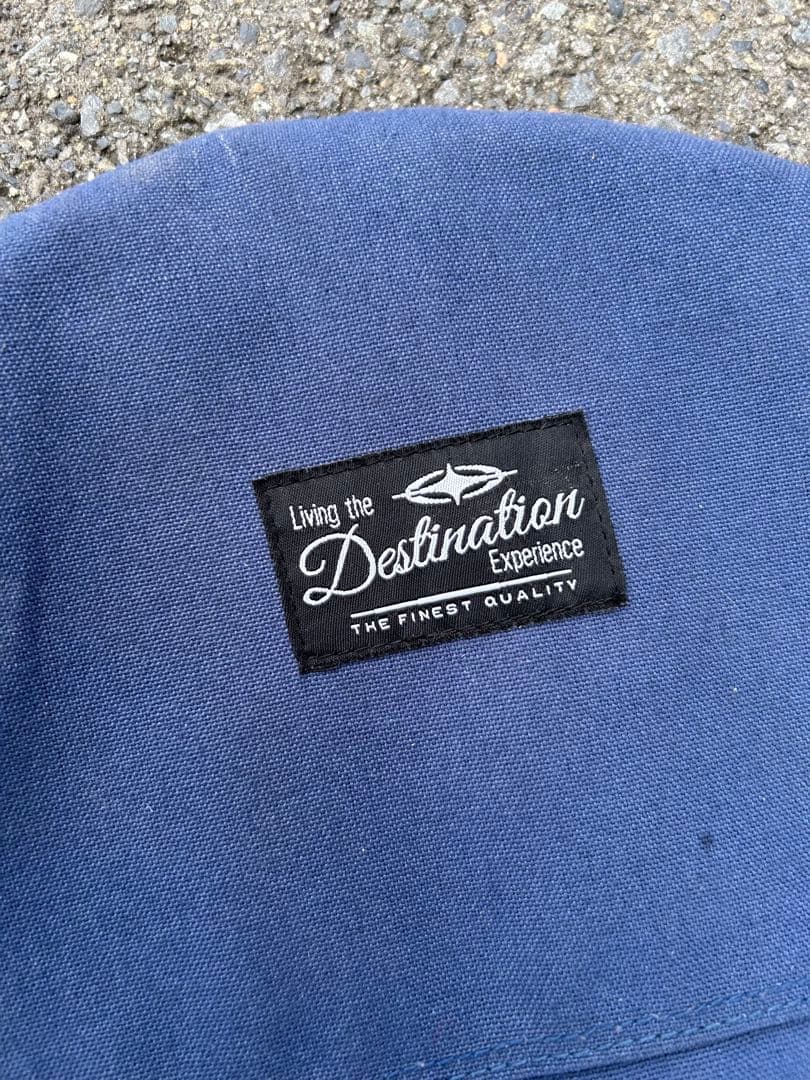 Living the
Destination
Experience
THE FINEST QUALITY